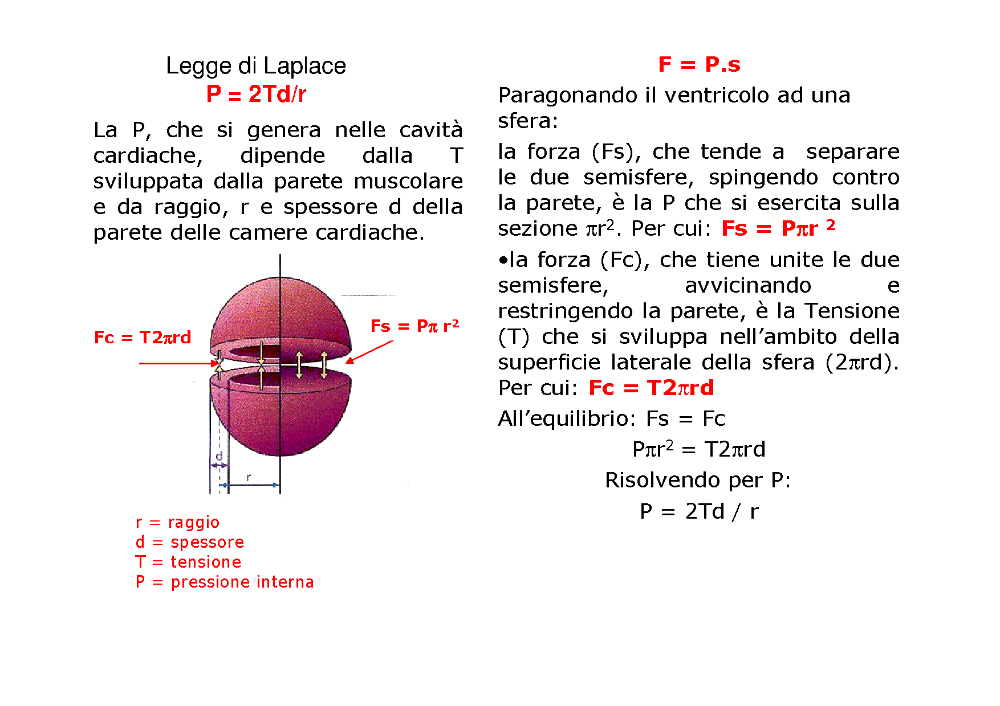 Legge di Laplace
P = 2Td/r
La P, che si genera nelle cavità
cardiache, dipende dalla T
sviluppata dalla parete muscolare
e da raggio, r e spessore d della
parete delle camere cardiache.
Fc = T2πrd
Fs = Pπ r²
d
r
r = raggio
d = spessore
T = tensione
P = pressione interna
F = P.s
Paragonando il ventricolo ad una
sfera:
la forza (Fs), che tende a separare
le due semisfere, spingendo contro
la parete, è la P che si esercita sulla
sezione πr². Per cui: Fs = Pπr ²
•la forza (Fc), che tiene unite le due
semisfere, avvicinando e
restringendo la parete, è la Tensione
(T) che si sviluppa nell’ambito della
superficie laterale della sfera (2πrd).
Per cui: Fc = T2πrd
All’equilibrio: Fs = Fc
Pπr² = T2πrd
Risolvendo per P:
P = 2Td / r